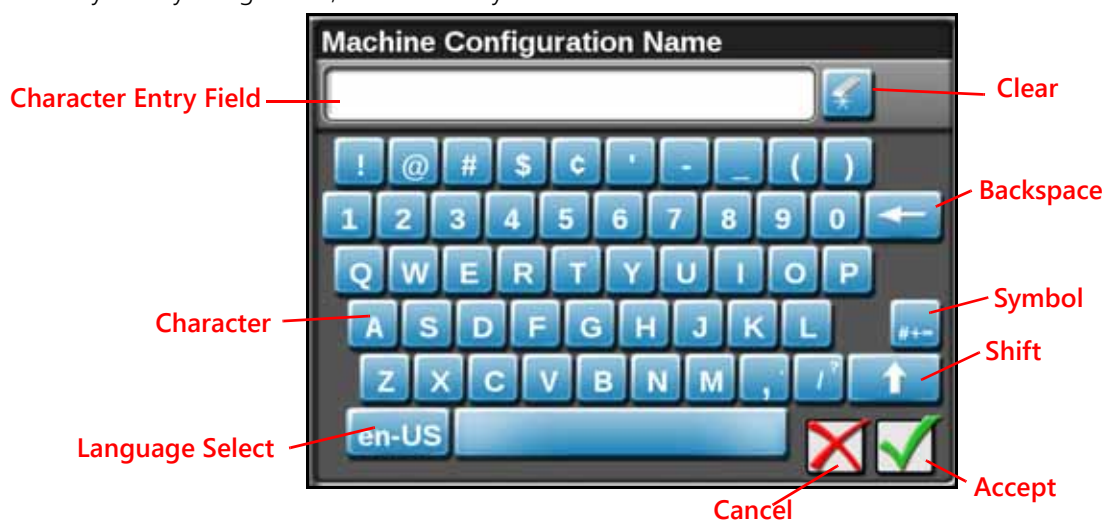 Machine Configuration Name
Character Entry Field
Clear
! @ # $ ¢ ' - _ ( )
1 2 3 4 5 6 7 8 9 0
Backspace
Q W E R T Y U I O P
Character
A S D F G H J K L
#+=
Symbol
Z X C V B N M , ' / ?
Shift
en-US
Language Select
Cancel
Accept